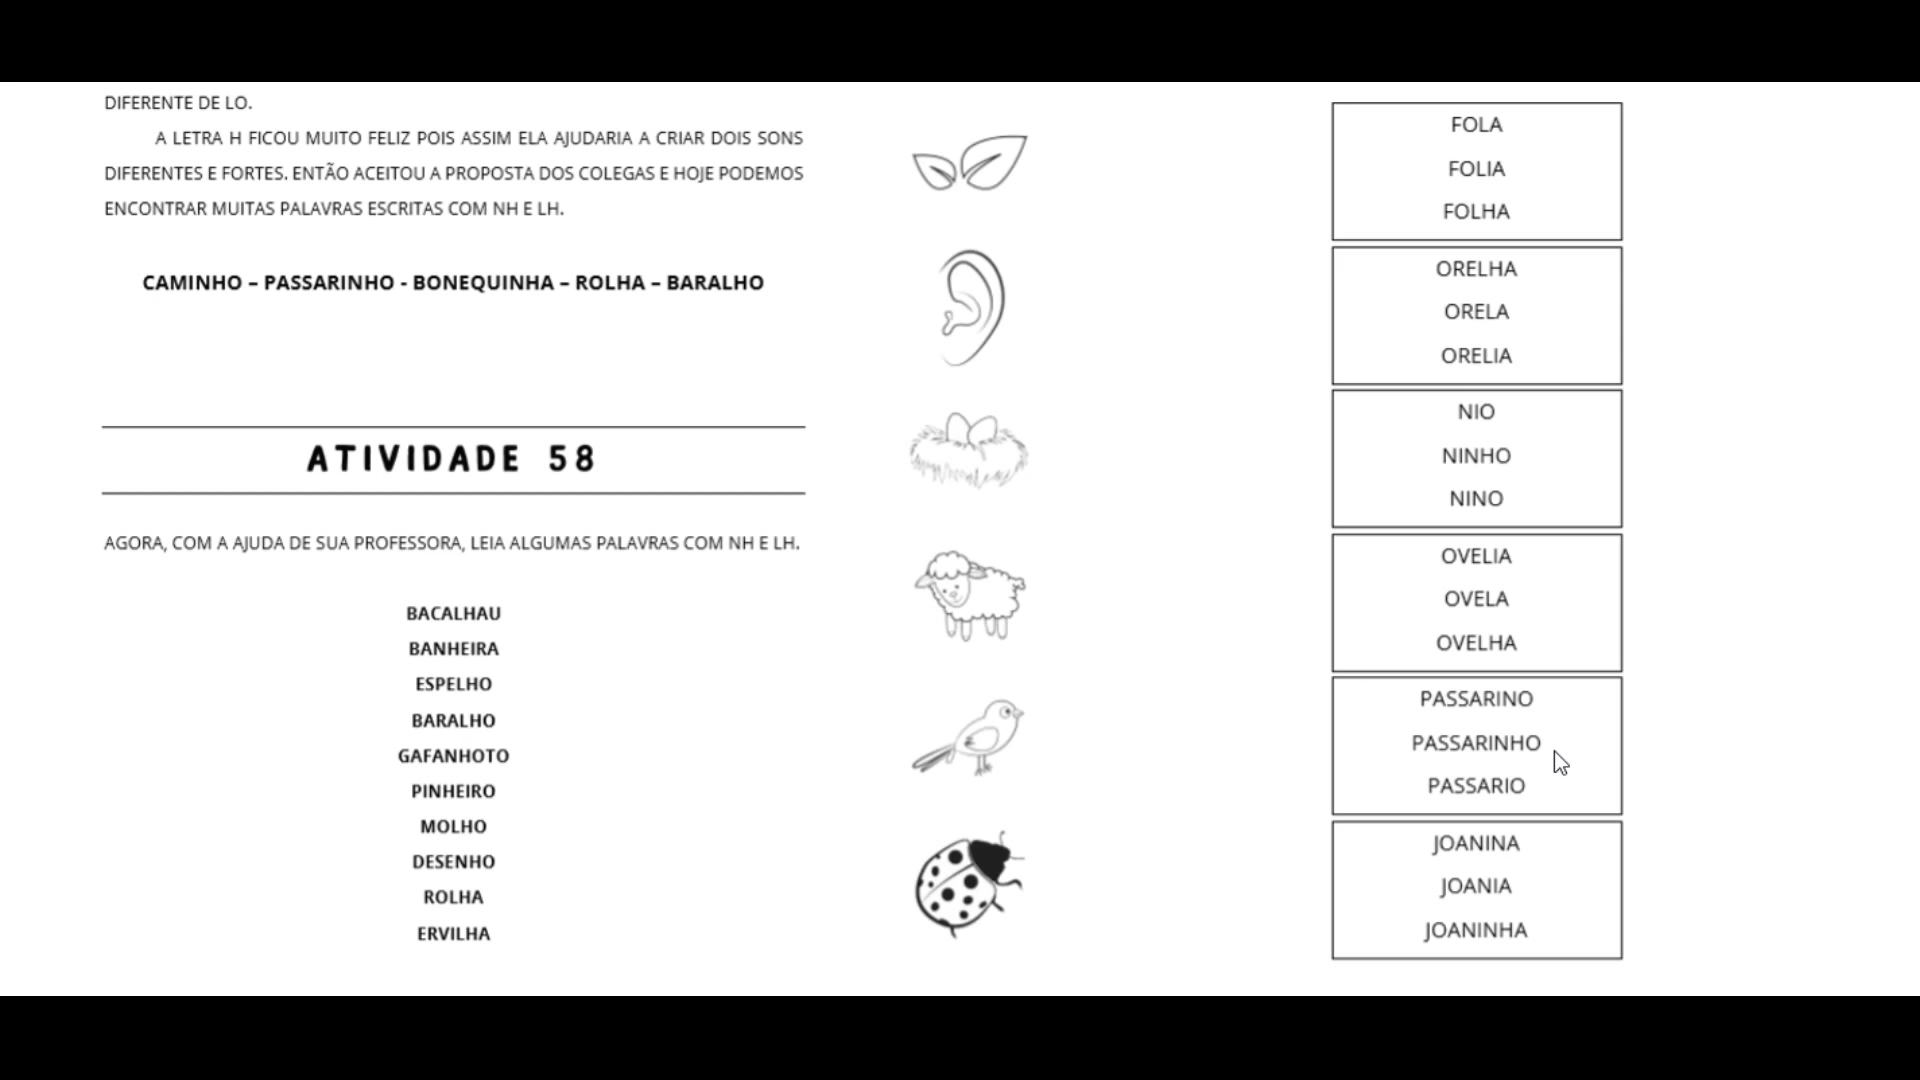 DIFERENTE DE LO.
A LETRA H FICOU MUITO FELIZ POIS ASSIM ELA AJUDARIA A CRIAR DOIS SONS
DIFERENTES E FORTES. ENTÃO ACEITOU A PROPOSTA DOS COLEGAS E HOJE PODEMOS
ENCONTRAR MUITAS PALAVRAS ESCRITAS COM NH E LH.
CAMINHO – PASSARINHO - BONEQUINHA – ROLHA – BARALHO
ATIVIDADE 58
AGORA, COM A AJUDA DE SUA PROFESSORA, LEIA ALGUMAS PALAVRAS COM NH E LH.
BACALHAU
BANHEIRA
ESPELHO
BARALHO
GAFANHOTO
PINHEIRO
MOLHO
DESENHO
ROLHA
ERVILHA
FOLA
FOLIA
FOLHA
ORELHA
ORELA
ORELIA
NIO
NINHO
NINO
OVELIA
OVELA
OVELHA
PASSARINO
PASSARINHO
PASSARIO
JOANINA
JOANIA
JOANINHA